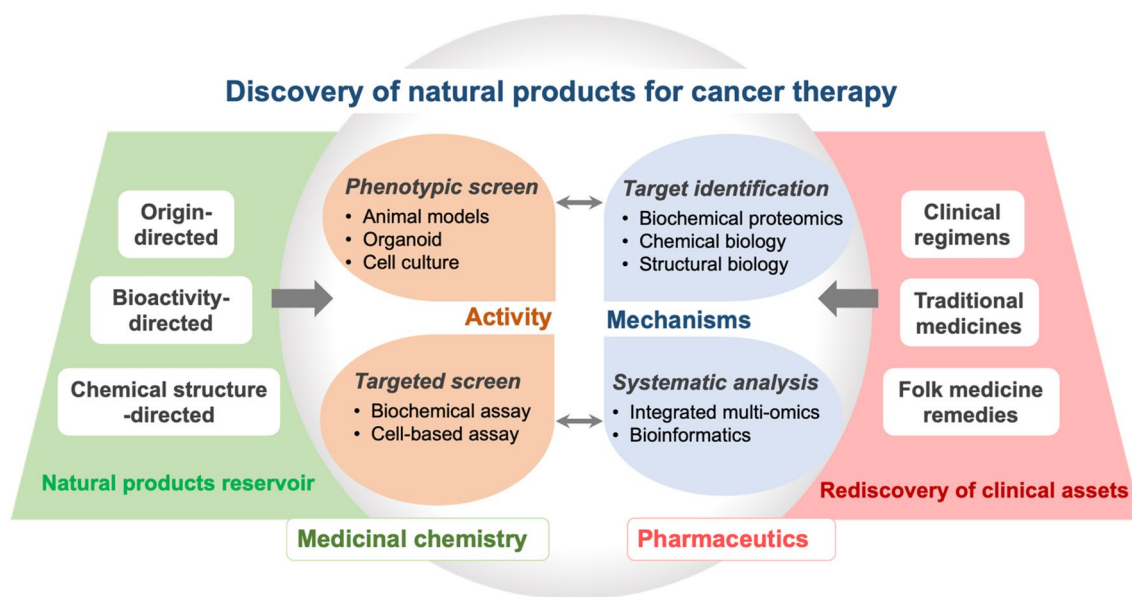 Discovery of natural products for cancer therapy
Origin-
directed
Bioactivity-
directed
Chemical structure
-directed
Natural products reservoir
Phenotypic screen
• Animal models
• Organoid
• Cell culture
Activity
Targeted screen
• Biochemical assay
• Cell-based assay
Target identification
• Biochemical proteomics
• Chemical biology
• Structural biology
Mechanisms
Systematic analysis
• Integrated multi-omics
• Bioinformatics
Clinical
regimens
Traditional
medicines
Folk medicine
remedies
Rediscovery of clinical assets
Medicinal chemistry
Pharmaceutics